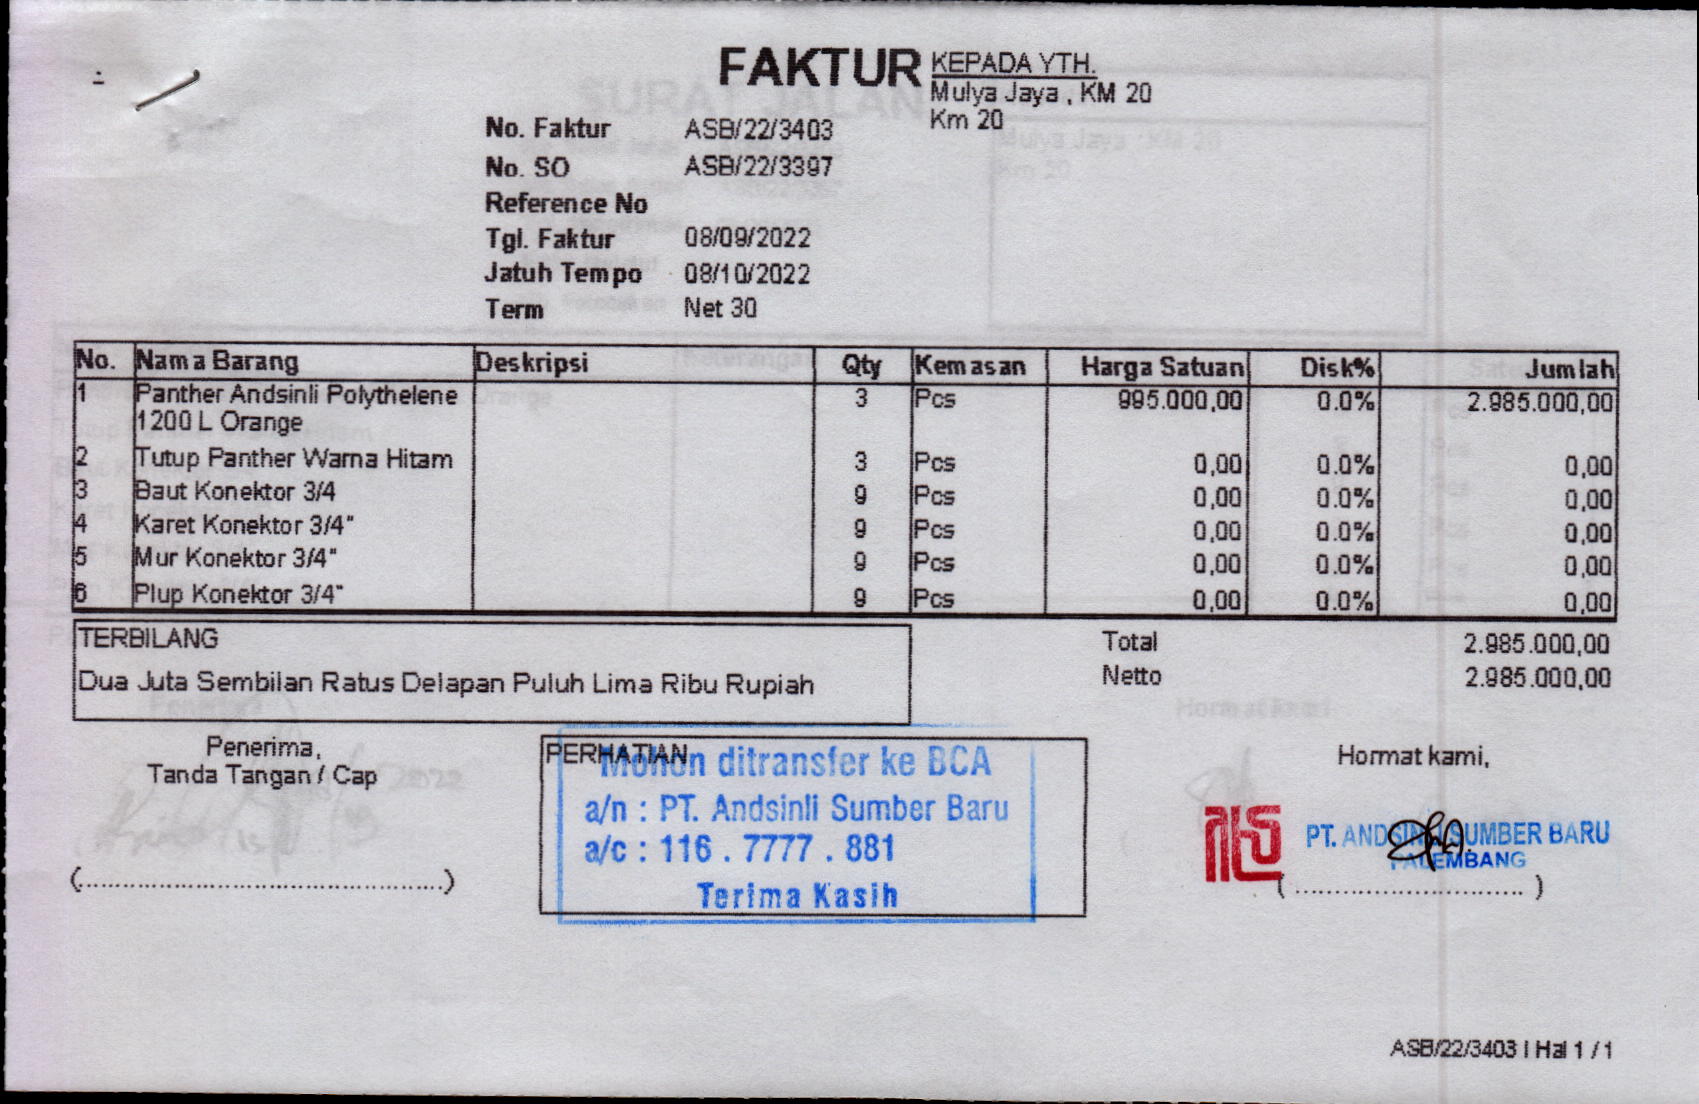 FAKTUR
KEPADA YTH.
Mulya Jaya , KM 20
Km 20
No. Faktur ASB/22/3403
No. SO ASB/22/3397
Reference No
Tgl. Faktur 08/09/2022
Jatuh Tempo 08/10/2022
Term Net 30
No. Nama Barang Deskripsi Qty Kemasan Harga Satuan Disk% Jumlah
1 Panther Andsinli Polythelene 3 Pcs 995.000,00 0.0% 2.985.000,00
1200 L Orange
2 Tutup Panther Warna Hitam 3 Pcs 0,00 0.0% 0,00
3 Baut Konektor 3/4 9 Pcs 0,00 0.0% 0,00
4 Karet Konektor 3/4" 9 Pcs 0,00 0.0% 0,00
5 Mur Konektor 3/4" 9 Pcs 0,00 0.0% 0,00
6 Plup Konektor 3/4" 9 Pcs 0,00 0.0% 0,00
TERBILANG
Dua Juta Sembilan Ratus Delapan Puluh Lima Ribu Rupiah
Total 2.985.000,00
Netto 2.985.000,00
Penerima,
Tanda Tangan / Cap
PERHATIAN
Mohon ditransfer ke BCA
a/n : PT. Andsinli Sumber Baru
a/c : 116 . 7777 . 881
Terima Kasih
Hormat kami,
PT. ANDSINLI SUMBER BARU
PALEMBANG
ASB/22/3403 | Hal 1 / 1